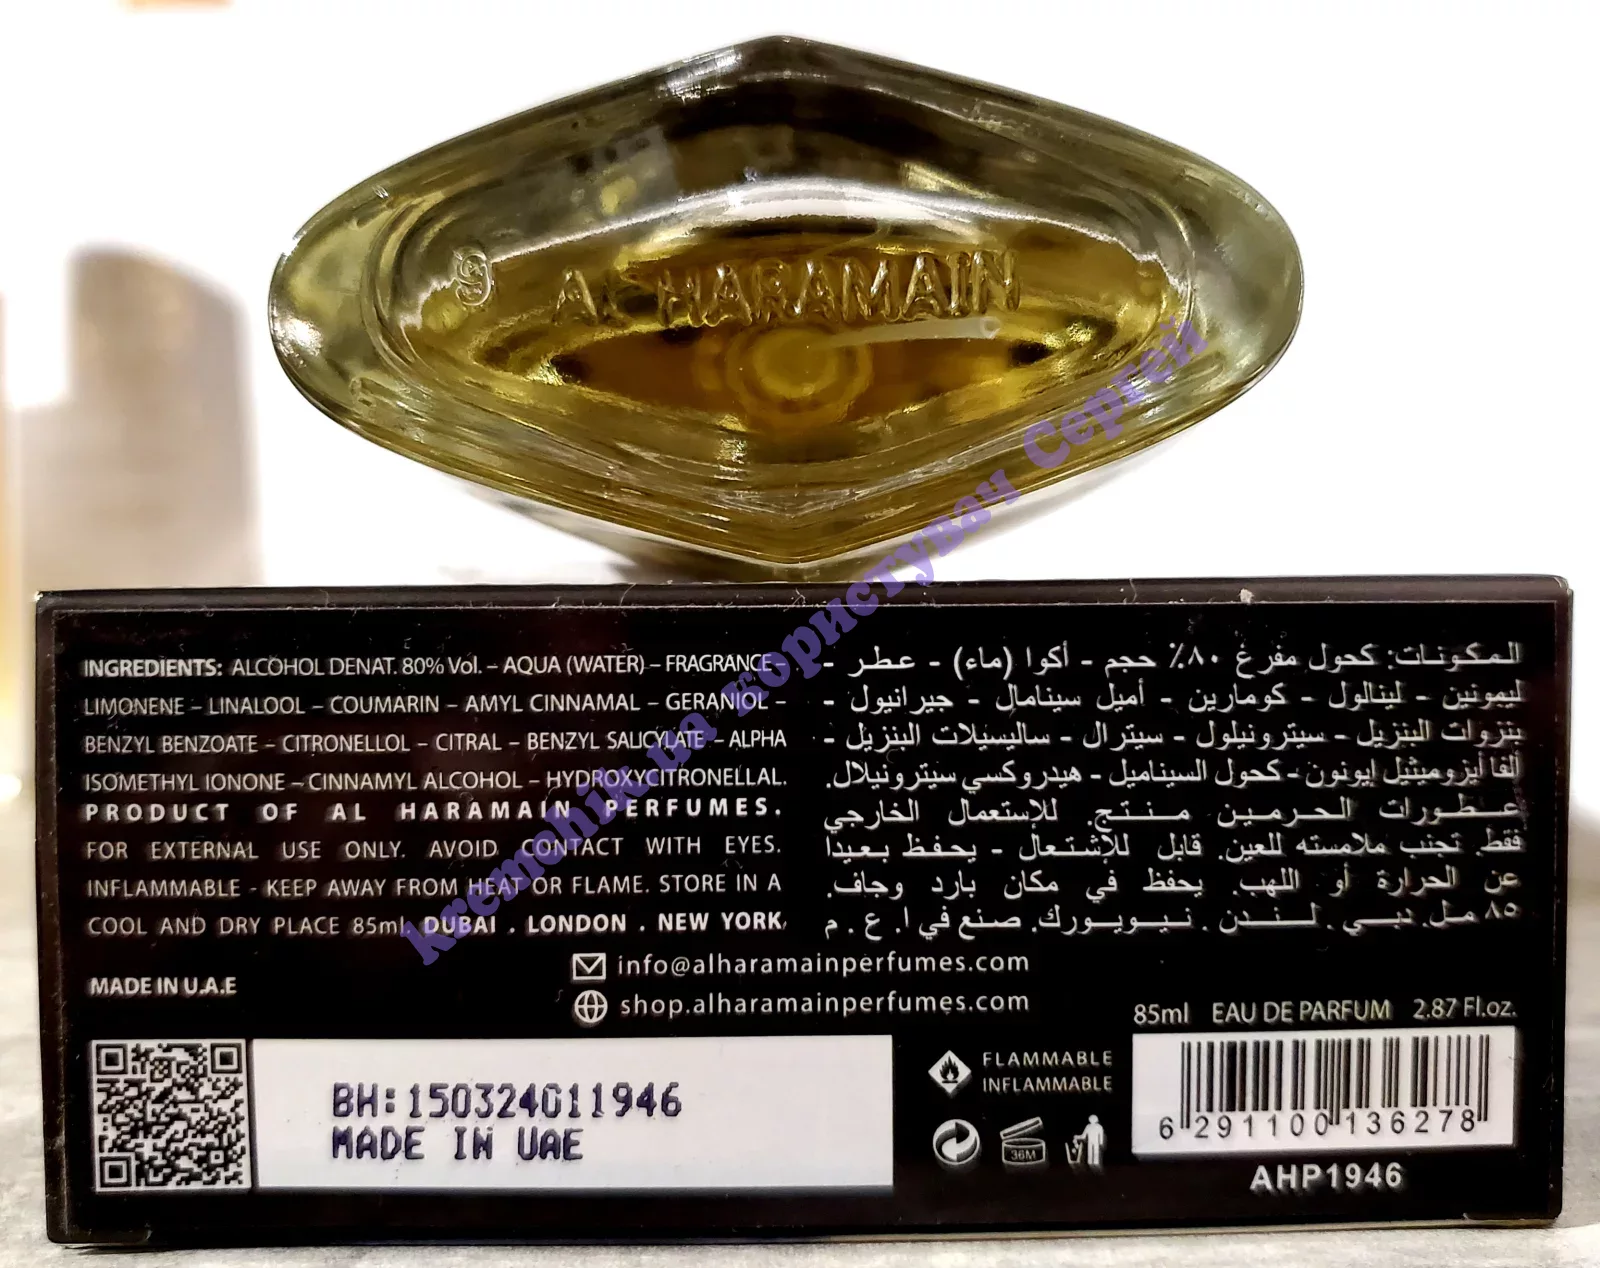 AL HARAMAIN
kremchik.ua користувач Сергей
INGREDIENTS: ALCOHOL DENAT. 80% Vol. – AQUA (WATER) – FRAGRANCE –
LIMONENE – LINALOOL – COUMARIN – AMYL CINNAMAL – GERANIOL –
BENZYL BENZOATE – CITRONELLOL – CITRAL – BENZYL SALICYLATE – ALPHA
ISOMETHYL IONONE – CINNAMYL ALCOHOL – HYDROXYCITRONELLAL.
PRODUCT OF AL HARAMAIN PERFUMES.
FOR EXTERNAL USE ONLY. AVOID CONTACT WITH EYES.
INFLAMMABLE - KEEP AWAY FROM HEAT OR FLAME. STORE IN A
COOL AND DRY PLACE 85ml. DUBAI . LONDON . NEW YORK,
MADE IN U.A.E
المكونات: كحول مفرغ ٨٠٪ حجم - أكوا (ماء) - عطر -
ليمونين - لينالول - كومارين - أميل سينامال - جيرانيول -
بنزوات البنزيل - سيترونيلول - سيترال - ساليسيلات البنزيل -
ألفا أيزوميثيل إيونون - كحول السيناميل - هيدروكسي سيترونيلال.
عطورات الحرمين منتج. للإستعمال الخارجي
فقط. تجنب ملامسته للعين. قابل للإشتعال - يحفظ بعيدا
عن الحرارة أو اللهب. يحفظ في مكان بارد وجاف.
٨٥ مل. دبي . لندن . نيويورك. صنع في ا . ع . م
info@alharamainperfumes.com
shop.alharamainperfumes.com
85ml EAU DE PARFUM 2.87 Fl.oz.
BH:150324011946
MADE IN UAE
FLAMMABLE
INFLAMMABLE
36M
6 291100 136278
AHP1946